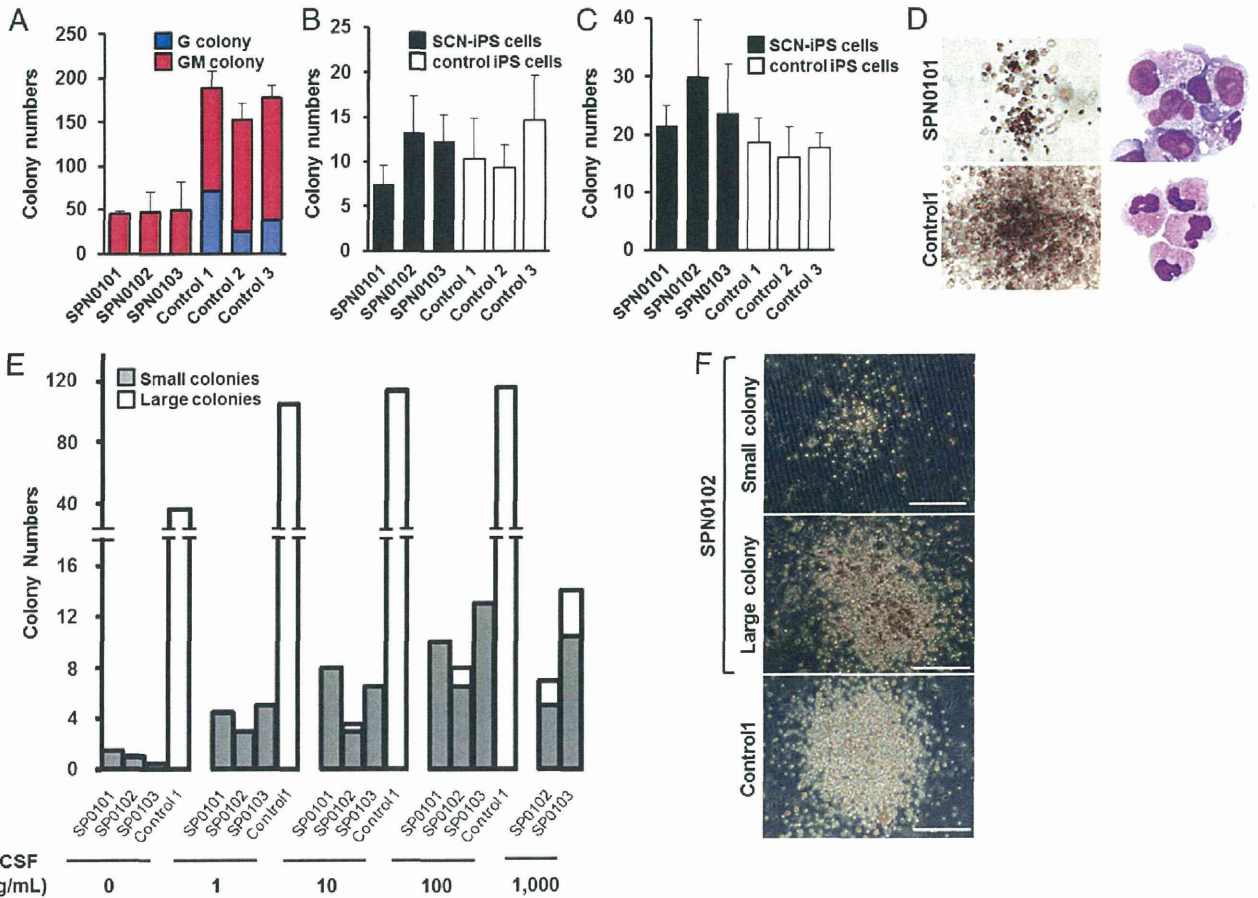 A
250
200
150
100
50
0
Colony numbers
G colony
GM colony
SPN0101
SPN0102
SPN0103
Control 1
Control 2
Control 3
B
25
20
15
10
5
0
Colony numbers
SCN-iPS cells
control iPS cells
SPN0101
SPN0102
SPN0103
Control 1
Control 2
Control 3
C
40
30
20
10
0
Colony numbers
SCN-iPS cells
control iPS cells
SPN0101
SPN0102
SPN0103
Control 1
Control 2
Control 3
D
SPN0101
Control1
E
120
80
40
16
12
8
4
0
Colony Numbers
Small colonies
Large colonies
SP0101
SP0102
SP0103
Control 1
SP0101
SP0102
SP0103
Control1
SP0101
SP0102
SP0103
Control 1
SP0101
SP0102
SP0103
Control 1
SP0102
SP0103
CSF
g/mL)
0
1
10
100
1,000
F
SPN0102
Small colony
Large colony
Control1